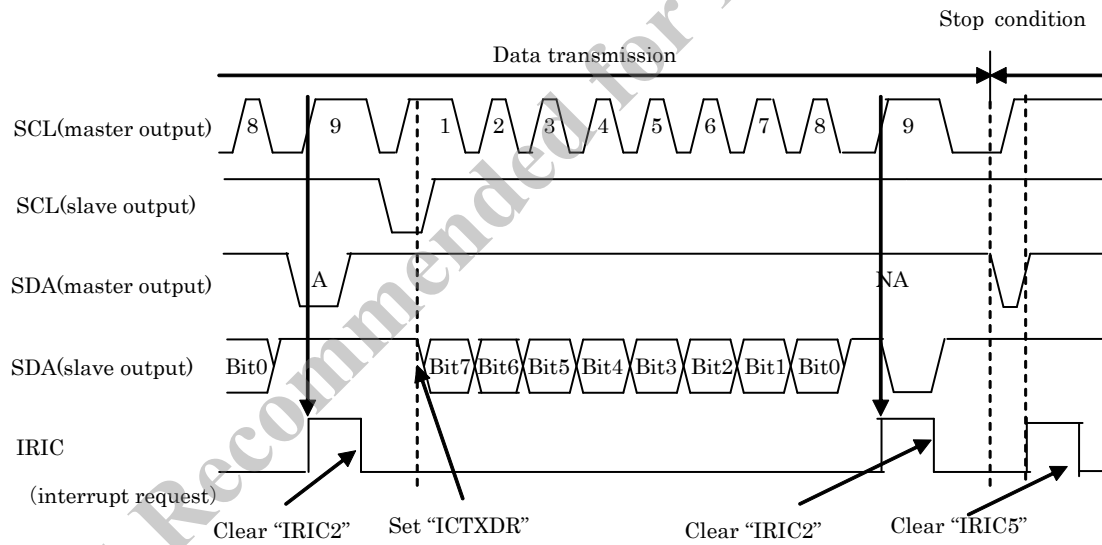 Stop condition
Data transmission
SCL(master output) 8 9 1 2 3 4 5 6 7 8 9
SCL(slave output)
SDA(master output) A NA
SDA(slave output) Bit0 Bit7 Bit6 Bit5 Bit4 Bit3 Bit2 Bit1 Bit0
IRIC
(interrupt request)
Clear “IRIC2” Set “ICTXDR” Clear “IRIC2” Clear “IRIC5”
Recommended for